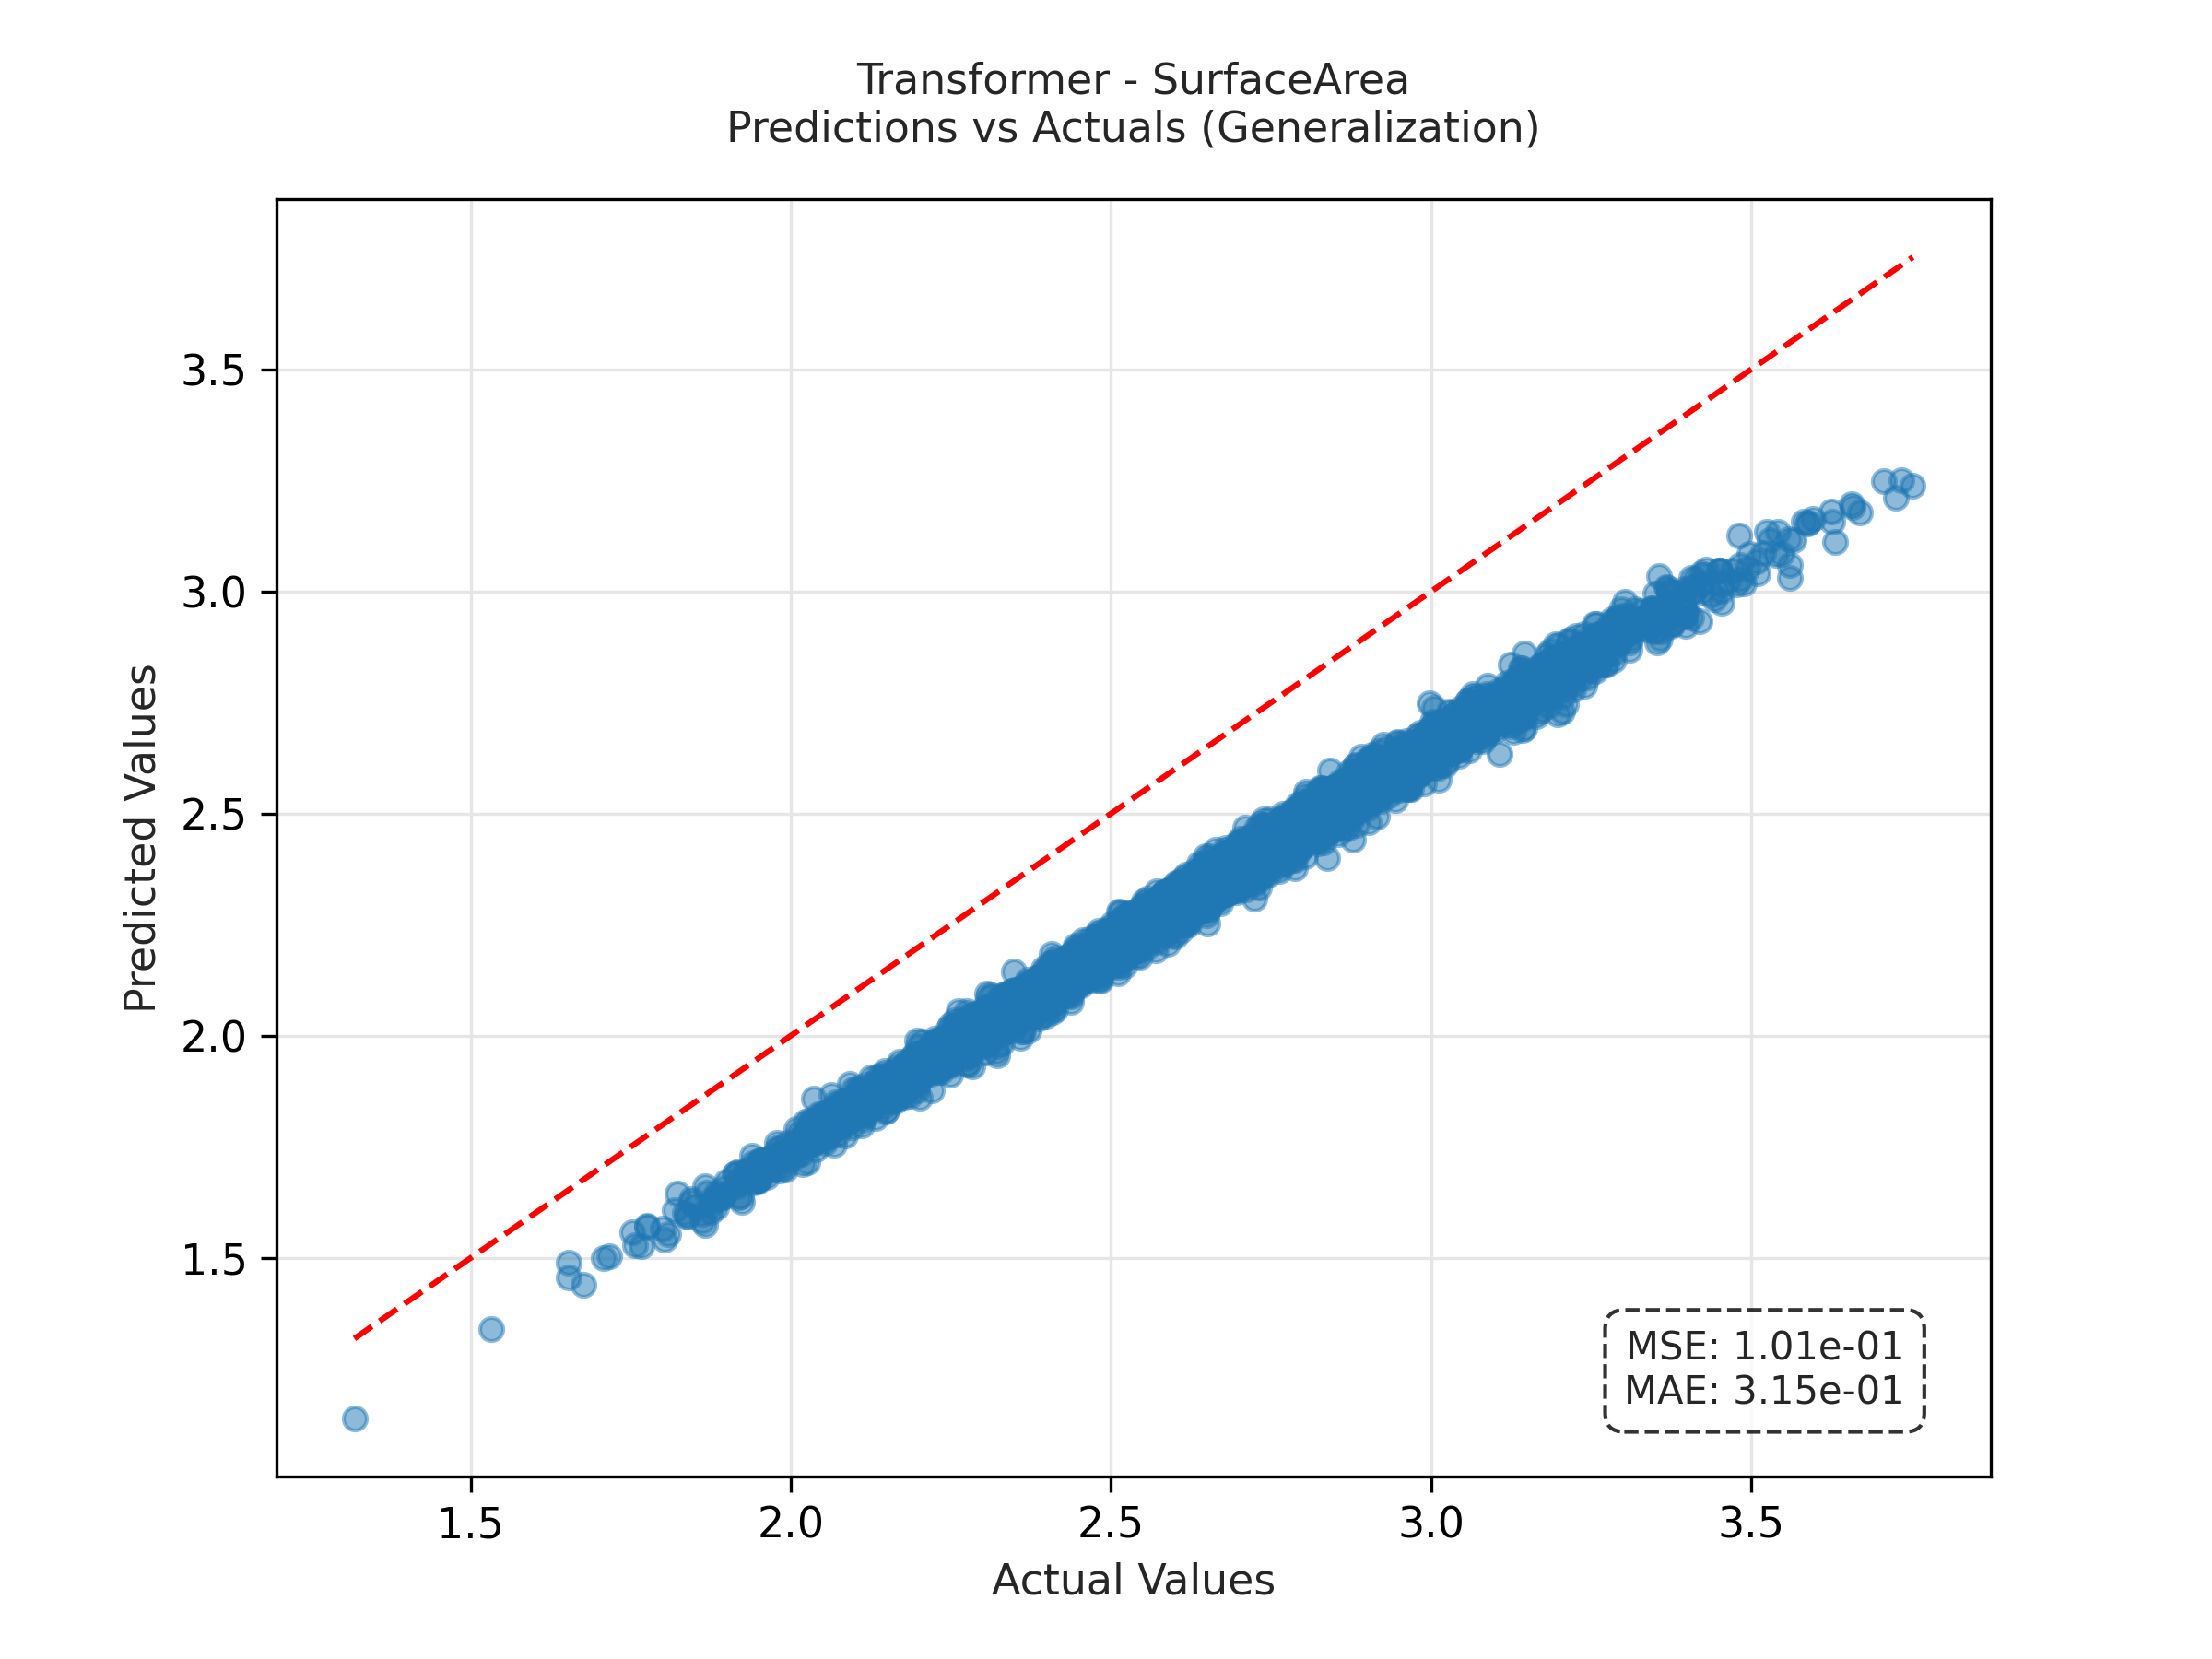 Transformer - SurfaceArea
Predictions vs Actuals (Generalization)
Predicted Values
3.5
3.0
2.5
2.0
1.5
MSE: 1.01e-01
MAE: 3.15e-01
1.5
2.0
2.5
3.0
3.5
Actual Values